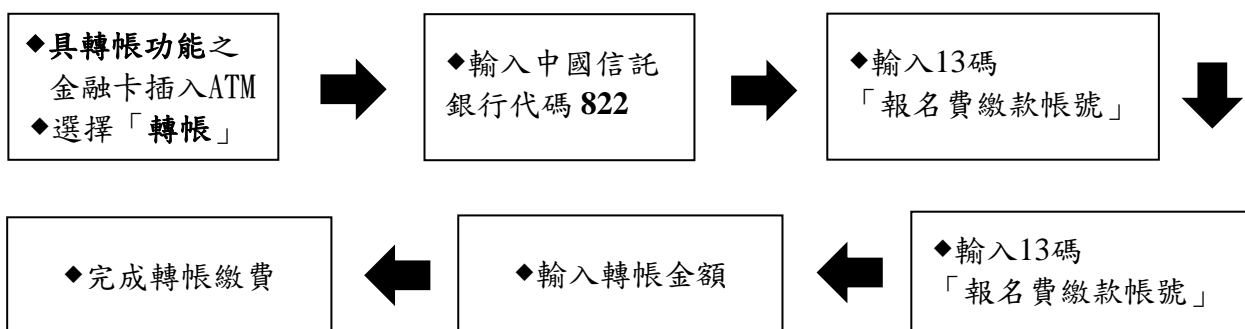 ◆具轉帳功能之
金融卡插入ATM
◆選擇「轉帳」
◆輸入中國信託
銀行代碼 822
◆輸入13碼
「報名費繳款帳號」
◆輸入13碼
「報名費繳款帳號」
◆輸入轉帳金額
◆完成轉帳繳費